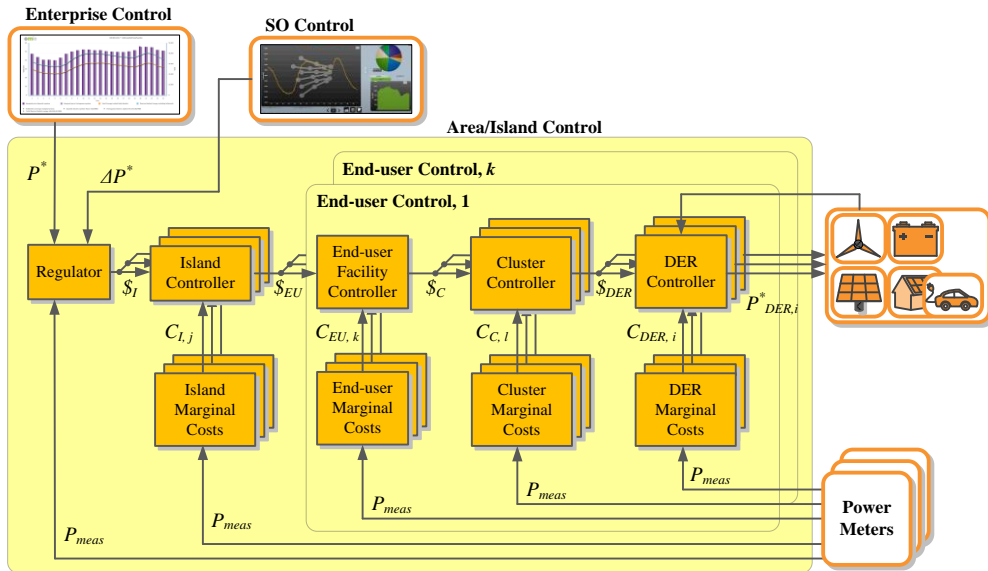 Enterprise Control
SO Control
Area/Island Control
P*
ΔP*
End-user Control, k
End-user Control, 1
Regulator
$I
Island
Controller
$EU
End-user
Facility
Controller
$C
Cluster
Controller
$DER
DER
Controller
P*DER,i
CI, j
CEU, k
CC, l
CDER, i
Island
Marginal
Costs
End-user
Marginal
Costs
Cluster
Marginal
Costs
DER
Marginal
Costs
Pmeas
Pmeas
Pmeas
Pmeas
Pmeas
Power
Meters